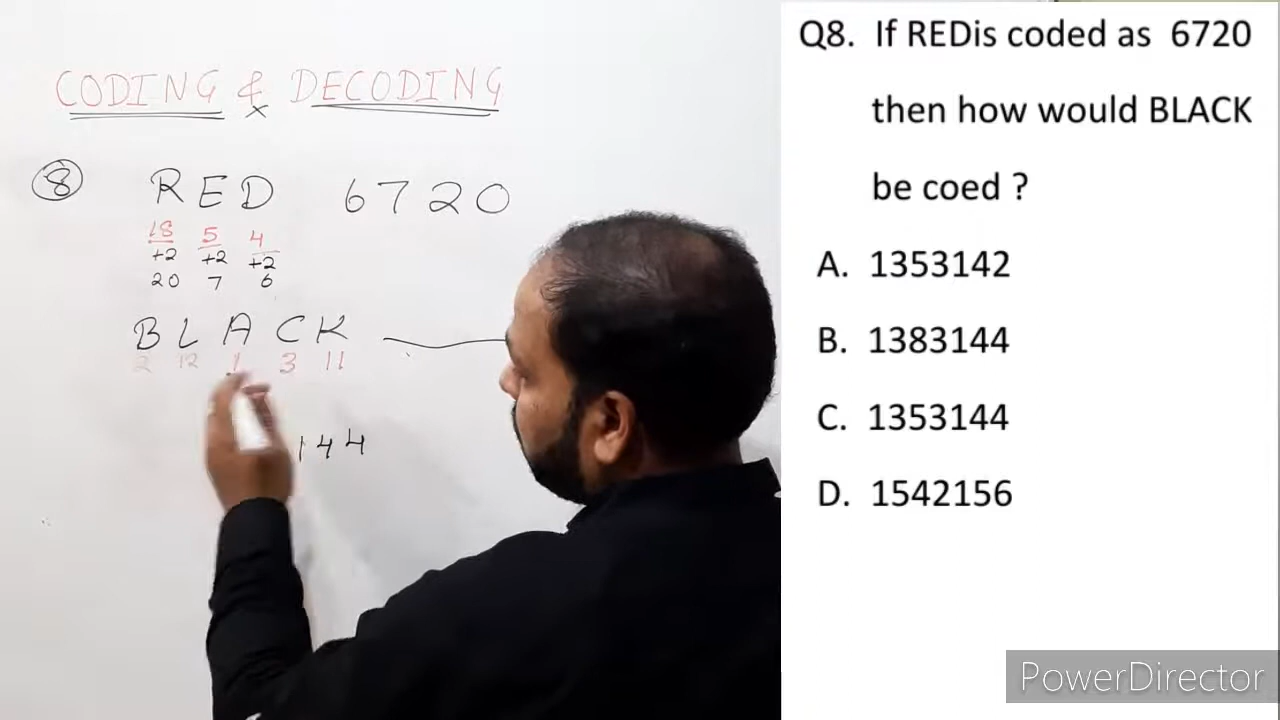 CODING & DECODING
x
8 RED 6720
18 5 4
+2 +2 +2
20 7 6
BLACK
2 12 1 3 11
144
Q8. If REDis coded as 6720
then how would BLACK
be coed ?
A. 1353142
B. 1383144
C. 1353144
D. 1542156
PowerDirector